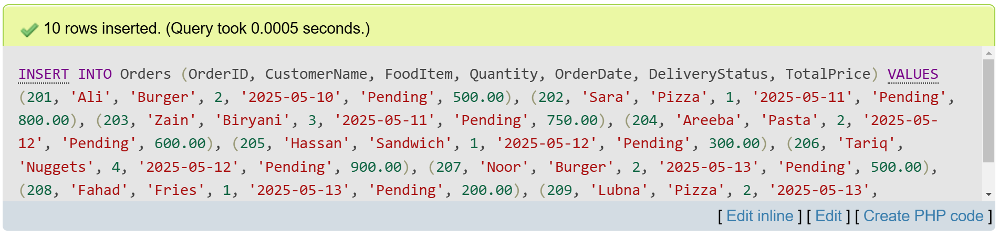 10 rows inserted. (Query took 0.0005 seconds.)
INSERT INTO Orders (OrderID, CustomerName, FoodItem, Quantity, OrderDate, DeliveryStatus, TotalPrice) VALUES
(201, 'Ali', 'Burger', 2, '2025-05-10', 'Pending', 500.00), (202, 'Sara', 'Pizza', 1, '2025-05-11', 'Pending',
800.00), (203, 'Zain', 'Biryani', 3, '2025-05-11', 'Pending', 750.00), (204, 'Areeba', 'Pasta', 2, '2025-05-
12', 'Pending', 600.00), (205, 'Hassan', 'Sandwich', 1, '2025-05-12', 'Pending', 300.00), (206, 'Tariq',
'Nuggets', 4, '2025-05-12', 'Pending', 900.00), (207, 'Noor', 'Burger', 2, '2025-05-13', 'Pending', 500.00),
(208, 'Fahad', 'Fries', 1, '2025-05-13', 'Pending', 200.00), (209, 'Lubna', 'Pizza', 2, '2025-05-13',
[ Edit inline ] [ Edit ] [ Create PHP code ]